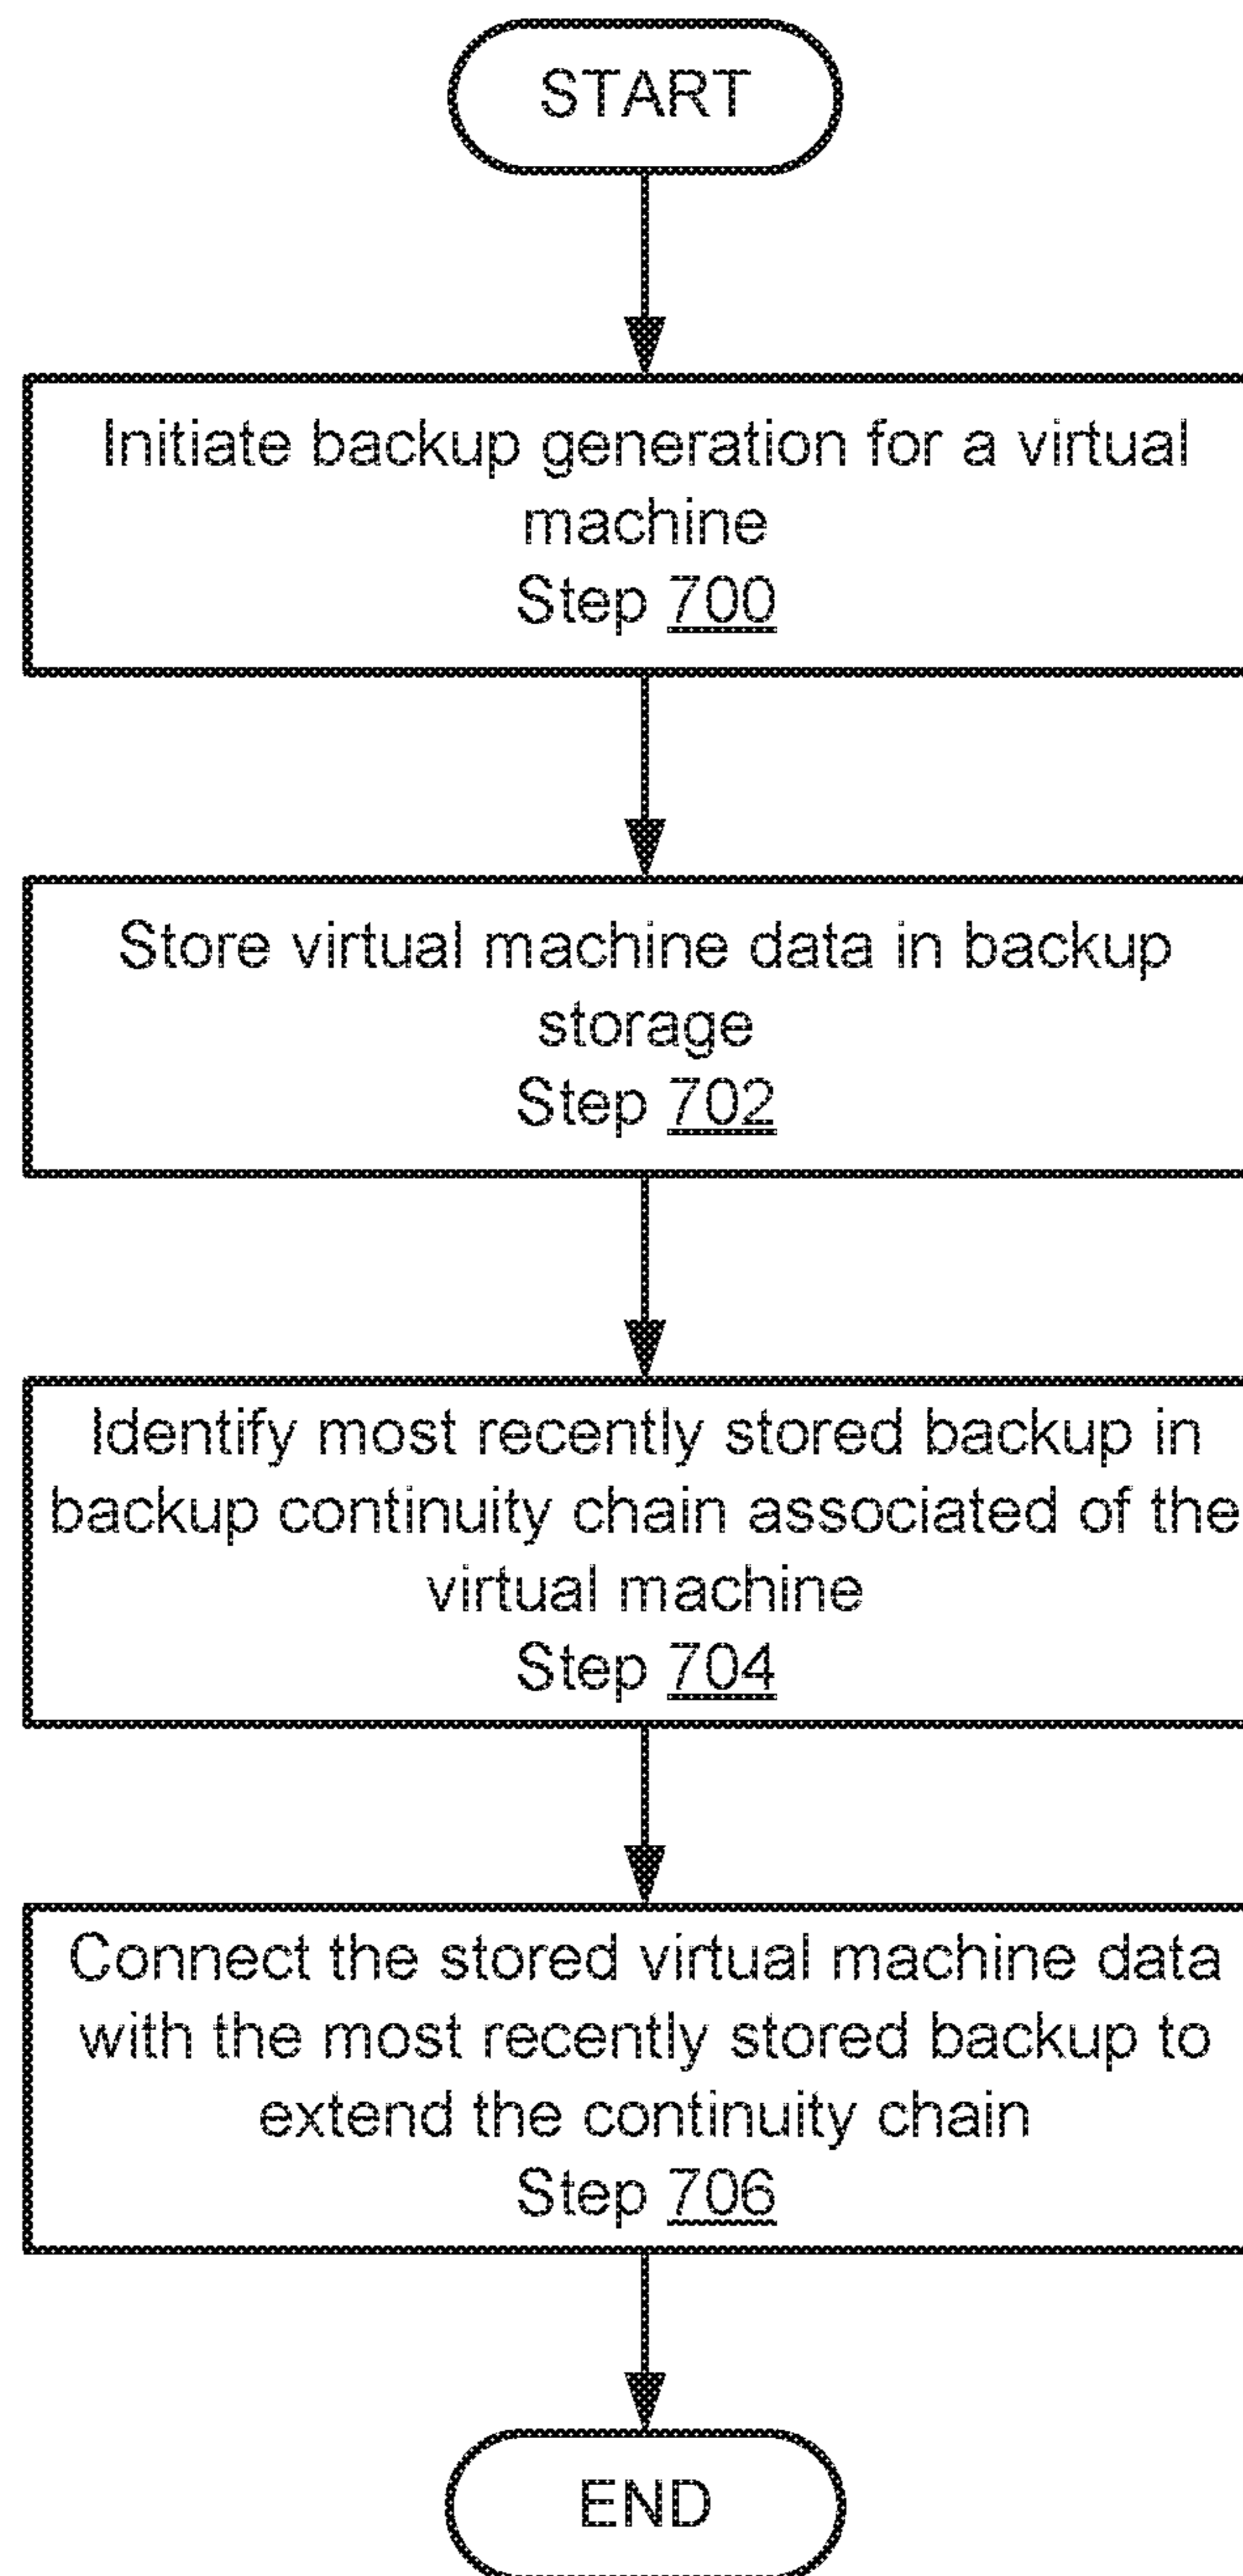 START
Initiate backup generation for a virtual
machine
Step 700
Store virtual machine data in backup
storage
Step 702
Identify most recently stored backup in
backup continuity chain associated of the
virtual machine
Step 704
Connect the stored virtual machine data
with the most recently stored backup to
extend the continuity chain
Step 706
END